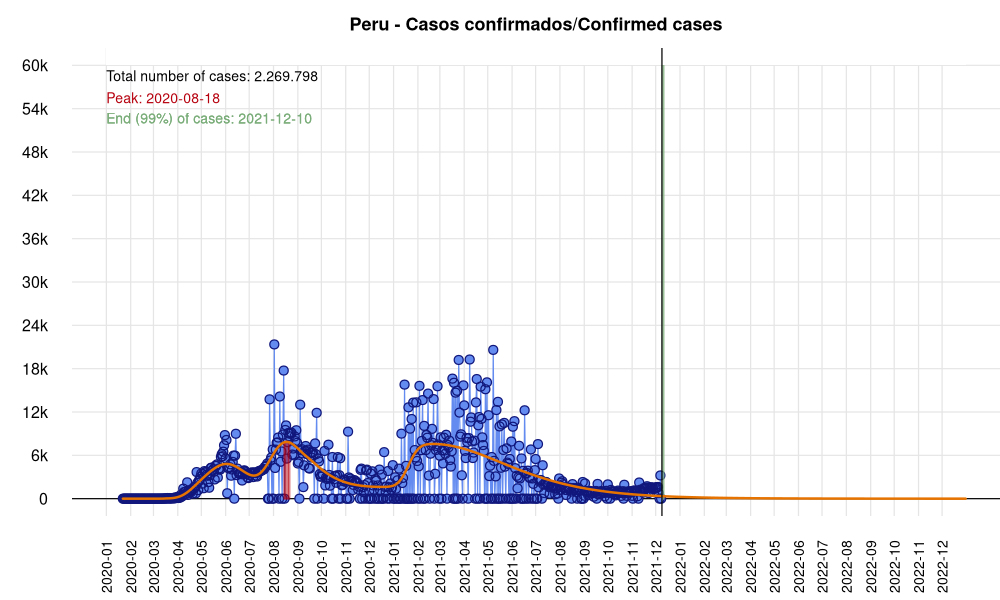 Peru - Casos confirmados/Confirmed cases
Total number of cases: 2.269.798
Peak: 2020-08-18
End (99%) of cases: 2021-12-10
60k
54k
48k
42k
36k
30k
24k
18k
12k
6k
0
2020-01
2020-02
2020-03
2020-04
2020-05
2020-06
2020-07
2020-08
2020-09
2020-10
2020-11
2020-12
2021-01
2021-02
2021-03
2021-04
2021-05
2021-06
2021-07
2021-08
2021-09
2021-10
2021-11
2021-12
2022-01
2022-02
2022-03
2022-04
2022-05
2022-06
2022-07
2022-08
2022-09
2022-10
2022-11
2022-12